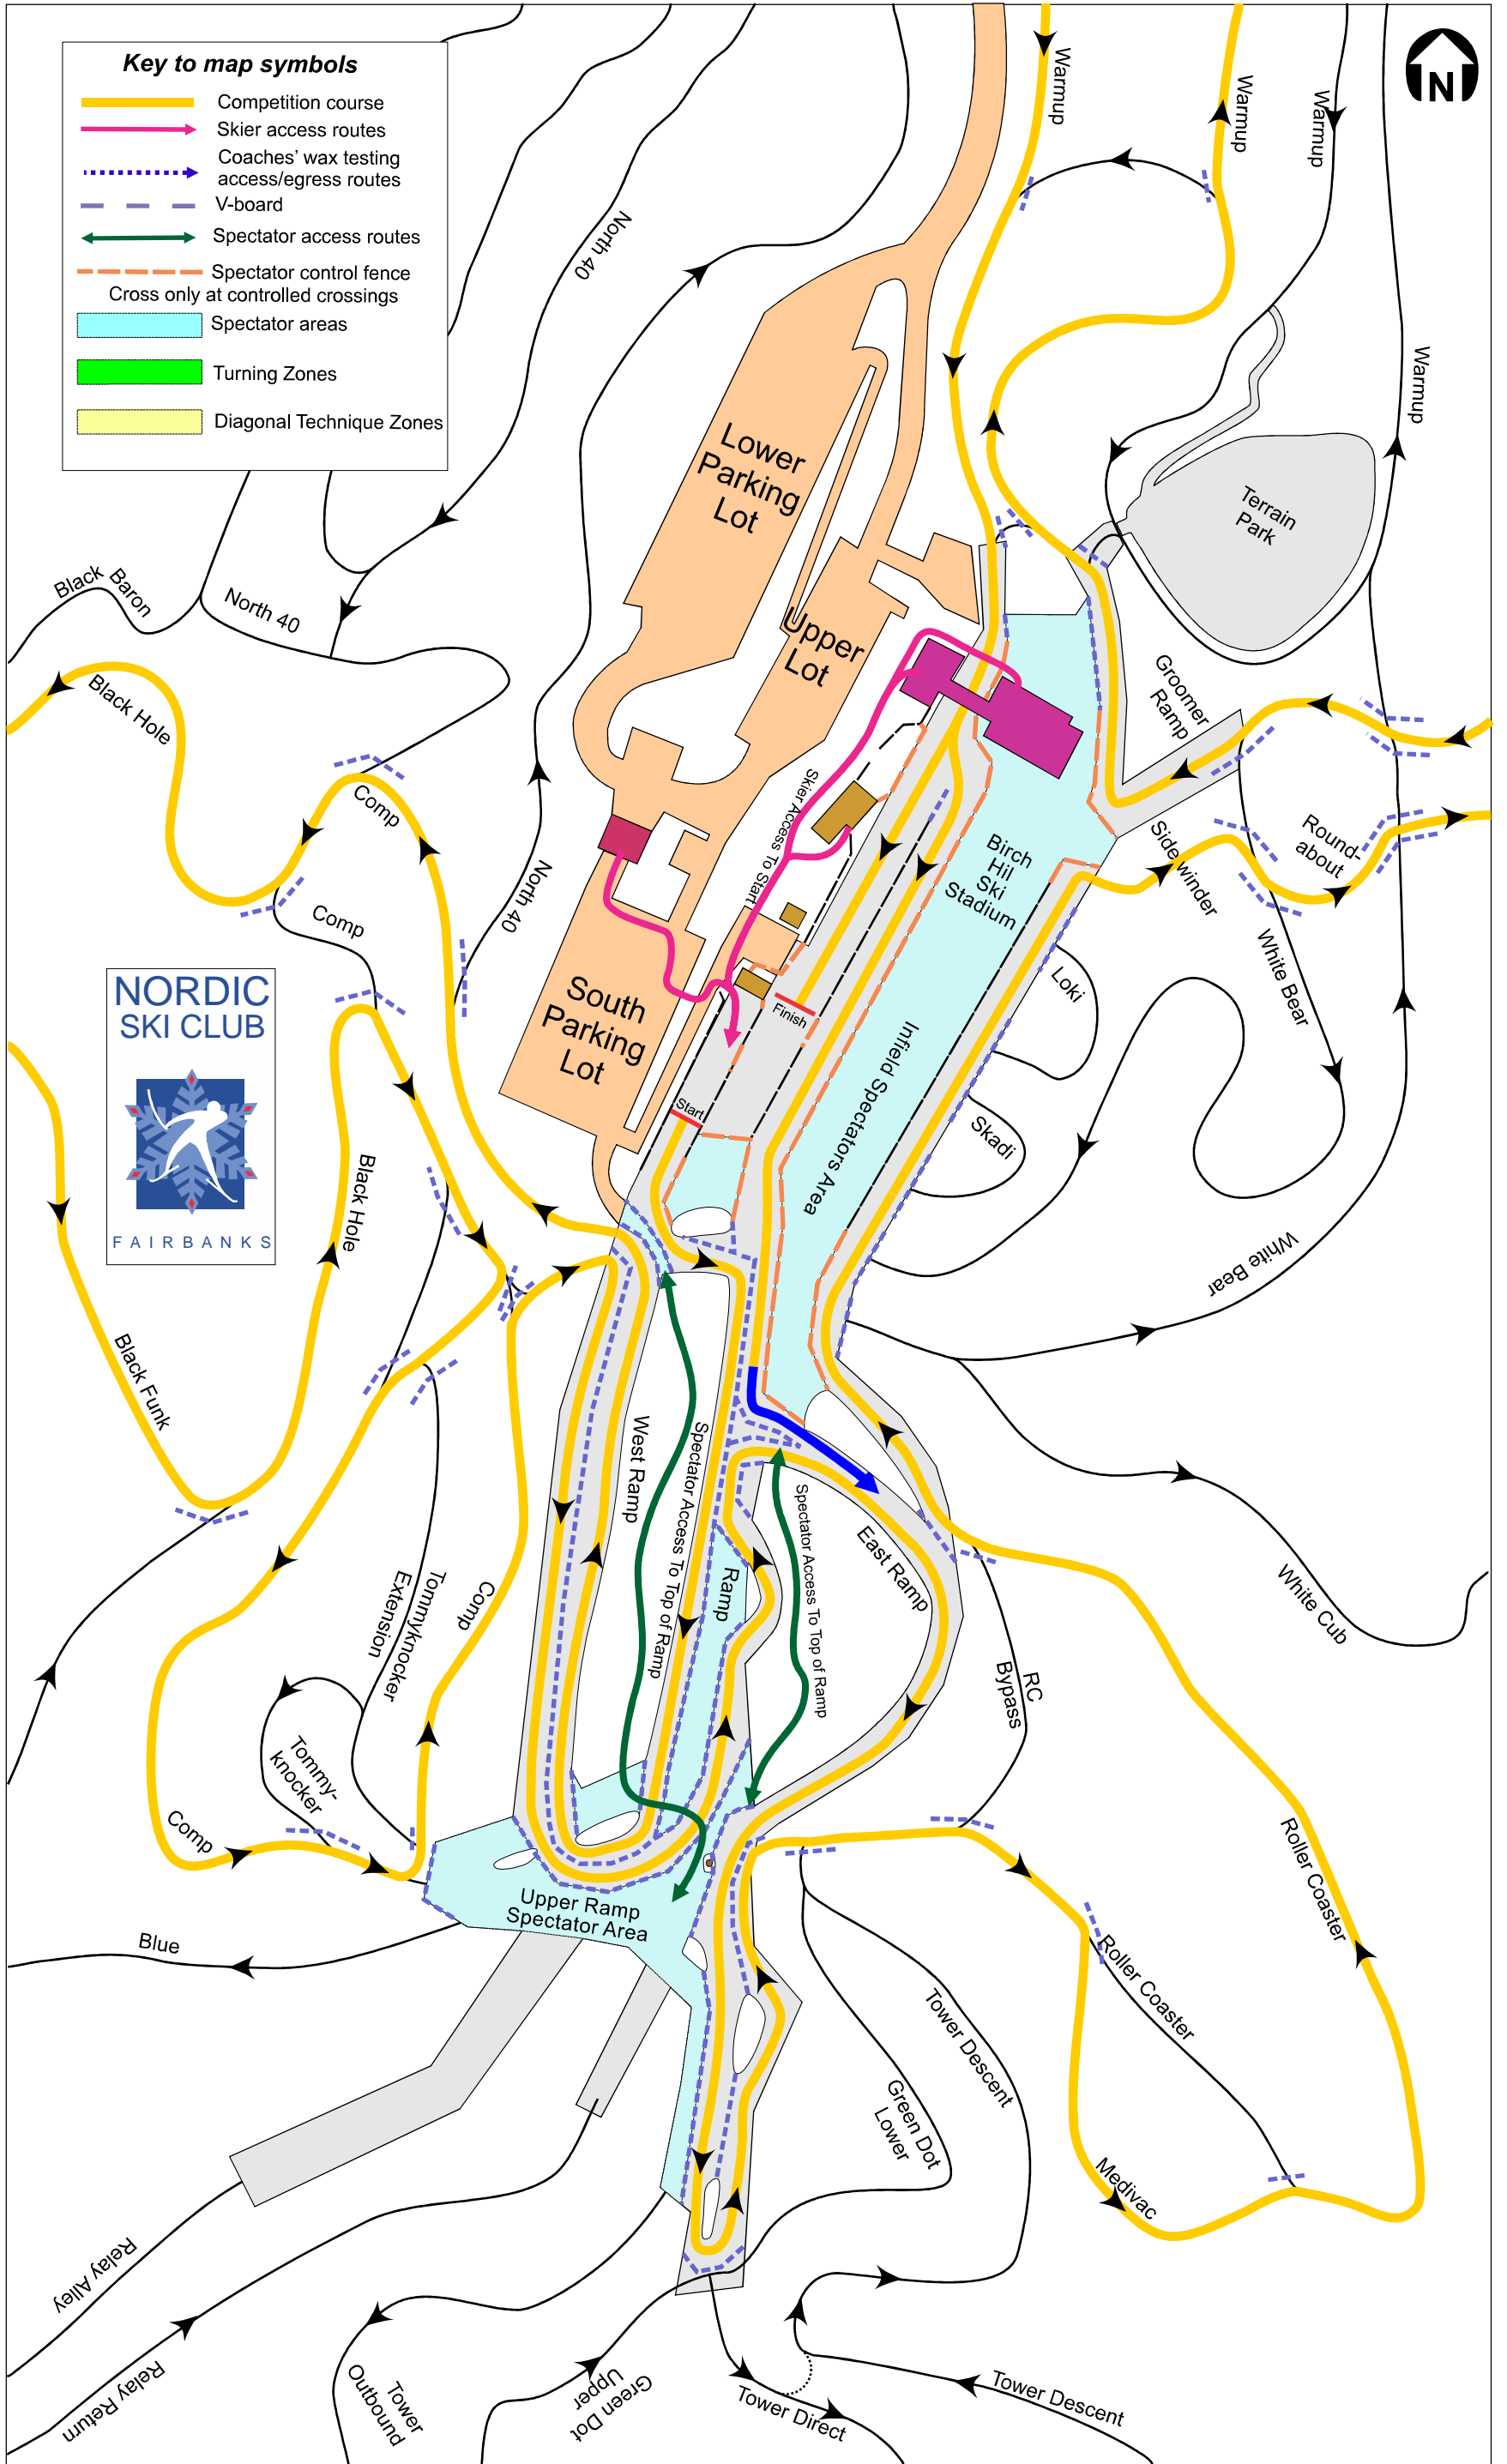 Key to map symbols
Competition course
Skier access routes
Coaches' wax testing
access/egress routes
V-board
Spectator access routes
Spectator control fence
Cross only at controlled crossings
Spectator areas
Turning Zones
Diagonal Technique Zones
N
Warmup
Warmup
Warmup
Warmup
North 40
Lower
Parking
Lot
Terrain
Park
Black
Baron
North 40
Upper
Lot
Groomer
Ramp
Black Hole
Comp
Skier Access To Start
Birch
Hil
Ski
Stadium
Side winder
Round-
about
North 40
Comp
White Bear
Loki
NORDIC
SKI CLUB
FAIRBANKS
South
Parking
Lot
Finish
Start
Infield Spectators Area
Skadi
Black Hole
White Bear
Black Funk
West Ramp
Spectator Access To Top of Ramp
Spectator Access To Top of Ramp
Ramp
East Ramp
Comp
Tommyknocker
Extension
White Cub
RC
Bypass
Tommy-
knocker
Comp
Roller Coaster
Upper Ramp
Spectator Area
Blue
Roller Coaster
Tower Descent
Green Dot
Lower
Medivac
Relay Alley
Relay Return
Tower
Outbound
Green Dot
Upper
Tower Direct
Tower Descent